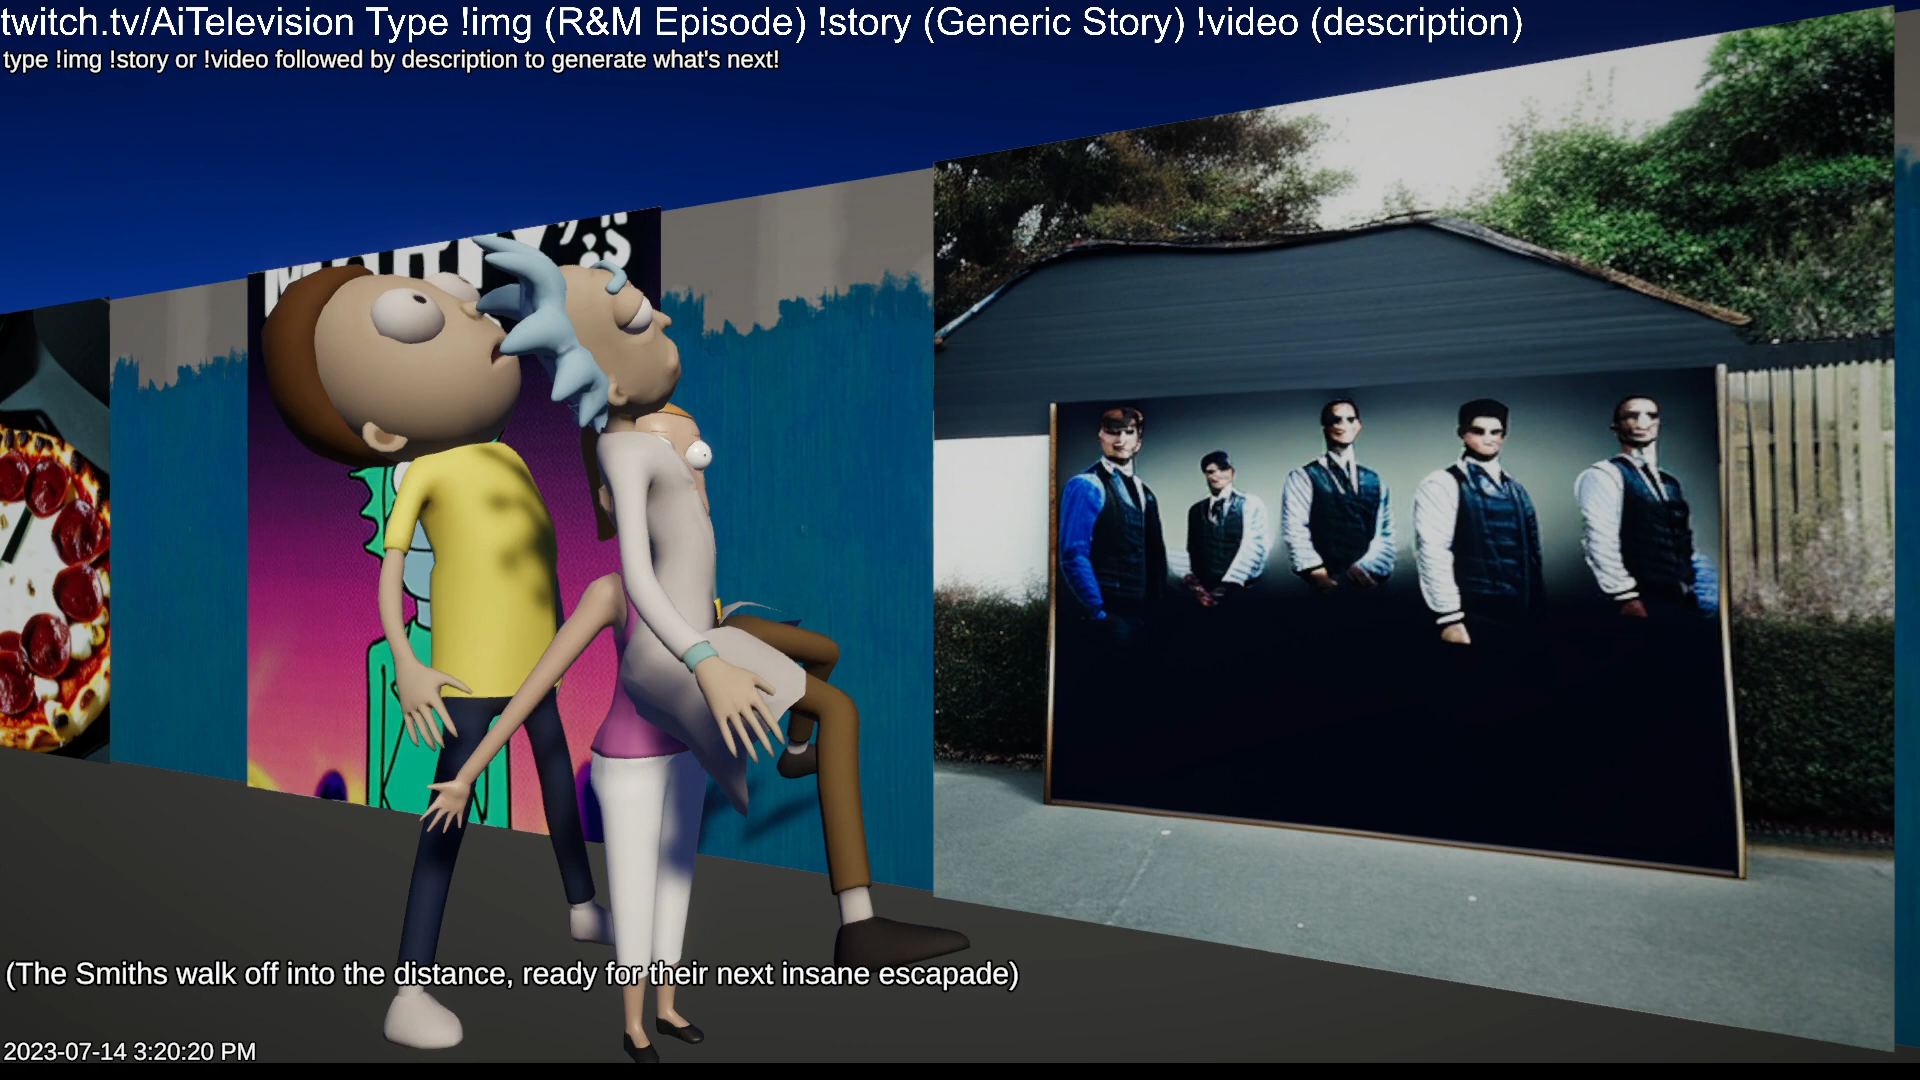 twitch.tv/AiTelevision Type !img (R&M Episode) !story (Generic Story) !video (description)
type !img !story or !video followed by description to generate what's next!
(The Smiths walk off into the distance, ready for their next insane escapade)
2023-07-14 3:20:20 PM